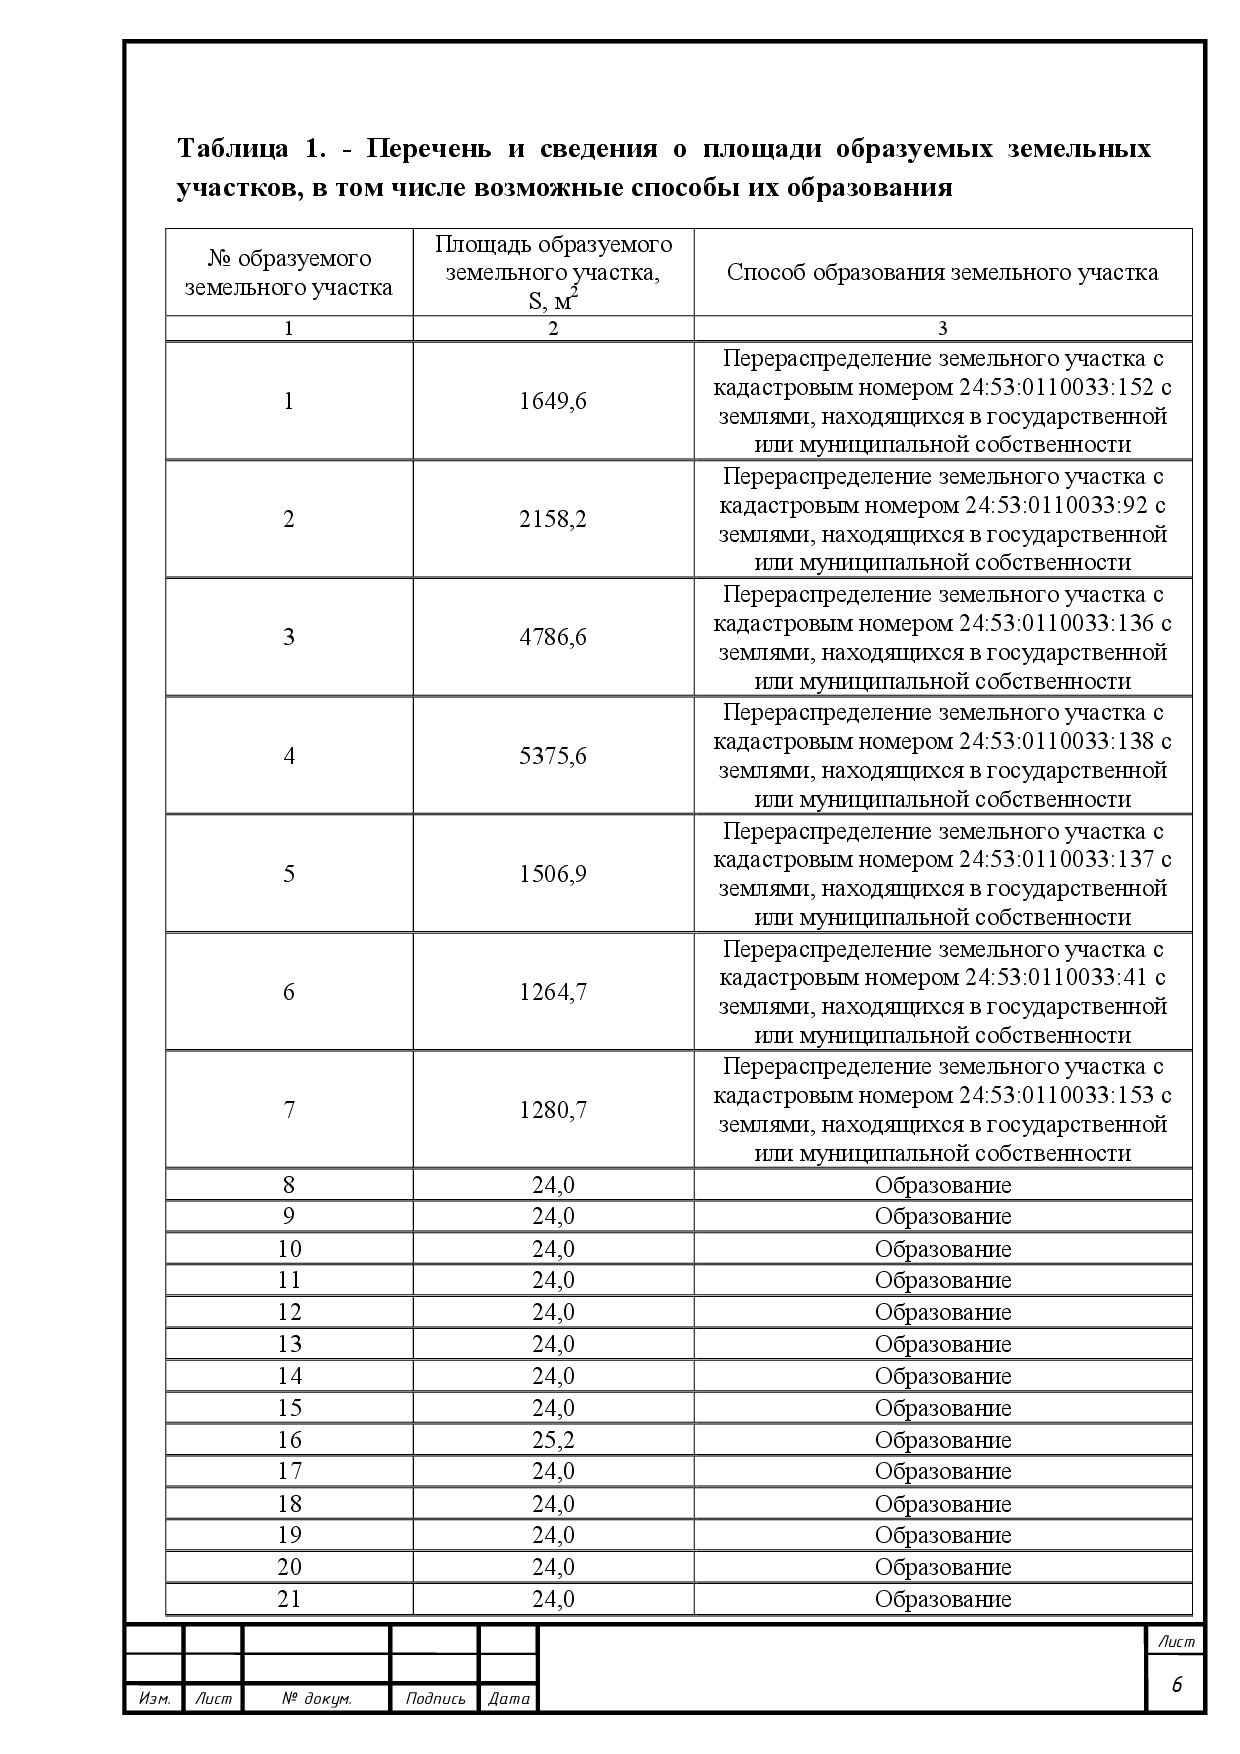 Таблица 1. - Перечень и сведения о площади образуемых земельных
участков, в том числе возможные способы их образования
№ образуемого
земельного участка
Площадь образуемого
земельного участка,
S, м2
Способ образования земельного участка
1 2 3
1 1649,6 Перераспределение земельного участка с
кадастровым номером 24:53:0110033:152 с
землями, находящихся в государственной
или муниципальной собственности
2 2158,2 Перераспределение земельного участка с
кадастровым номером 24:53:0110033:92 с
землями, находящихся в государственной
или муниципальной собственности
3 4786,6 Перераспределение земельного участка с
кадастровым номером 24:53:0110033:136 с
землями, находящихся в государственной
или муниципальной собственности
4 5375,6 Перераспределение земельного участка с
кадастровым номером 24:53:0110033:138 с
землями, находящихся в государственной
или муниципальной собственности
5 1506,9 Перераспределение земельного участка с
кадастровым номером 24:53:0110033:137 с
землями, находящихся в государственной
или муниципальной собственности
6 1264,7 Перераспределение земельного участка с
кадастровым номером 24:53:0110033:41 с
землями, находящихся в государственной
или муниципальной собственности
7 1280,7 Перераспределение земельного участка с
кадастровым номером 24:53:0110033:153 с
землями, находящихся в государственной
или муниципальной собственности
8 24,0 Образование
9 24,0 Образование
10 24,0 Образование
11 24,0 Образование
12 24,0 Образование
13 24,0 Образование
14 24,0 Образование
15 24,0 Образование
16 25,2 Образование
17 24,0 Образование
18 24,0 Образование
19 24,0 Образование
20 24,0 Образование
21 24,0 Образование
Лист
6
Изм. Лист № докум. Подпись Дата